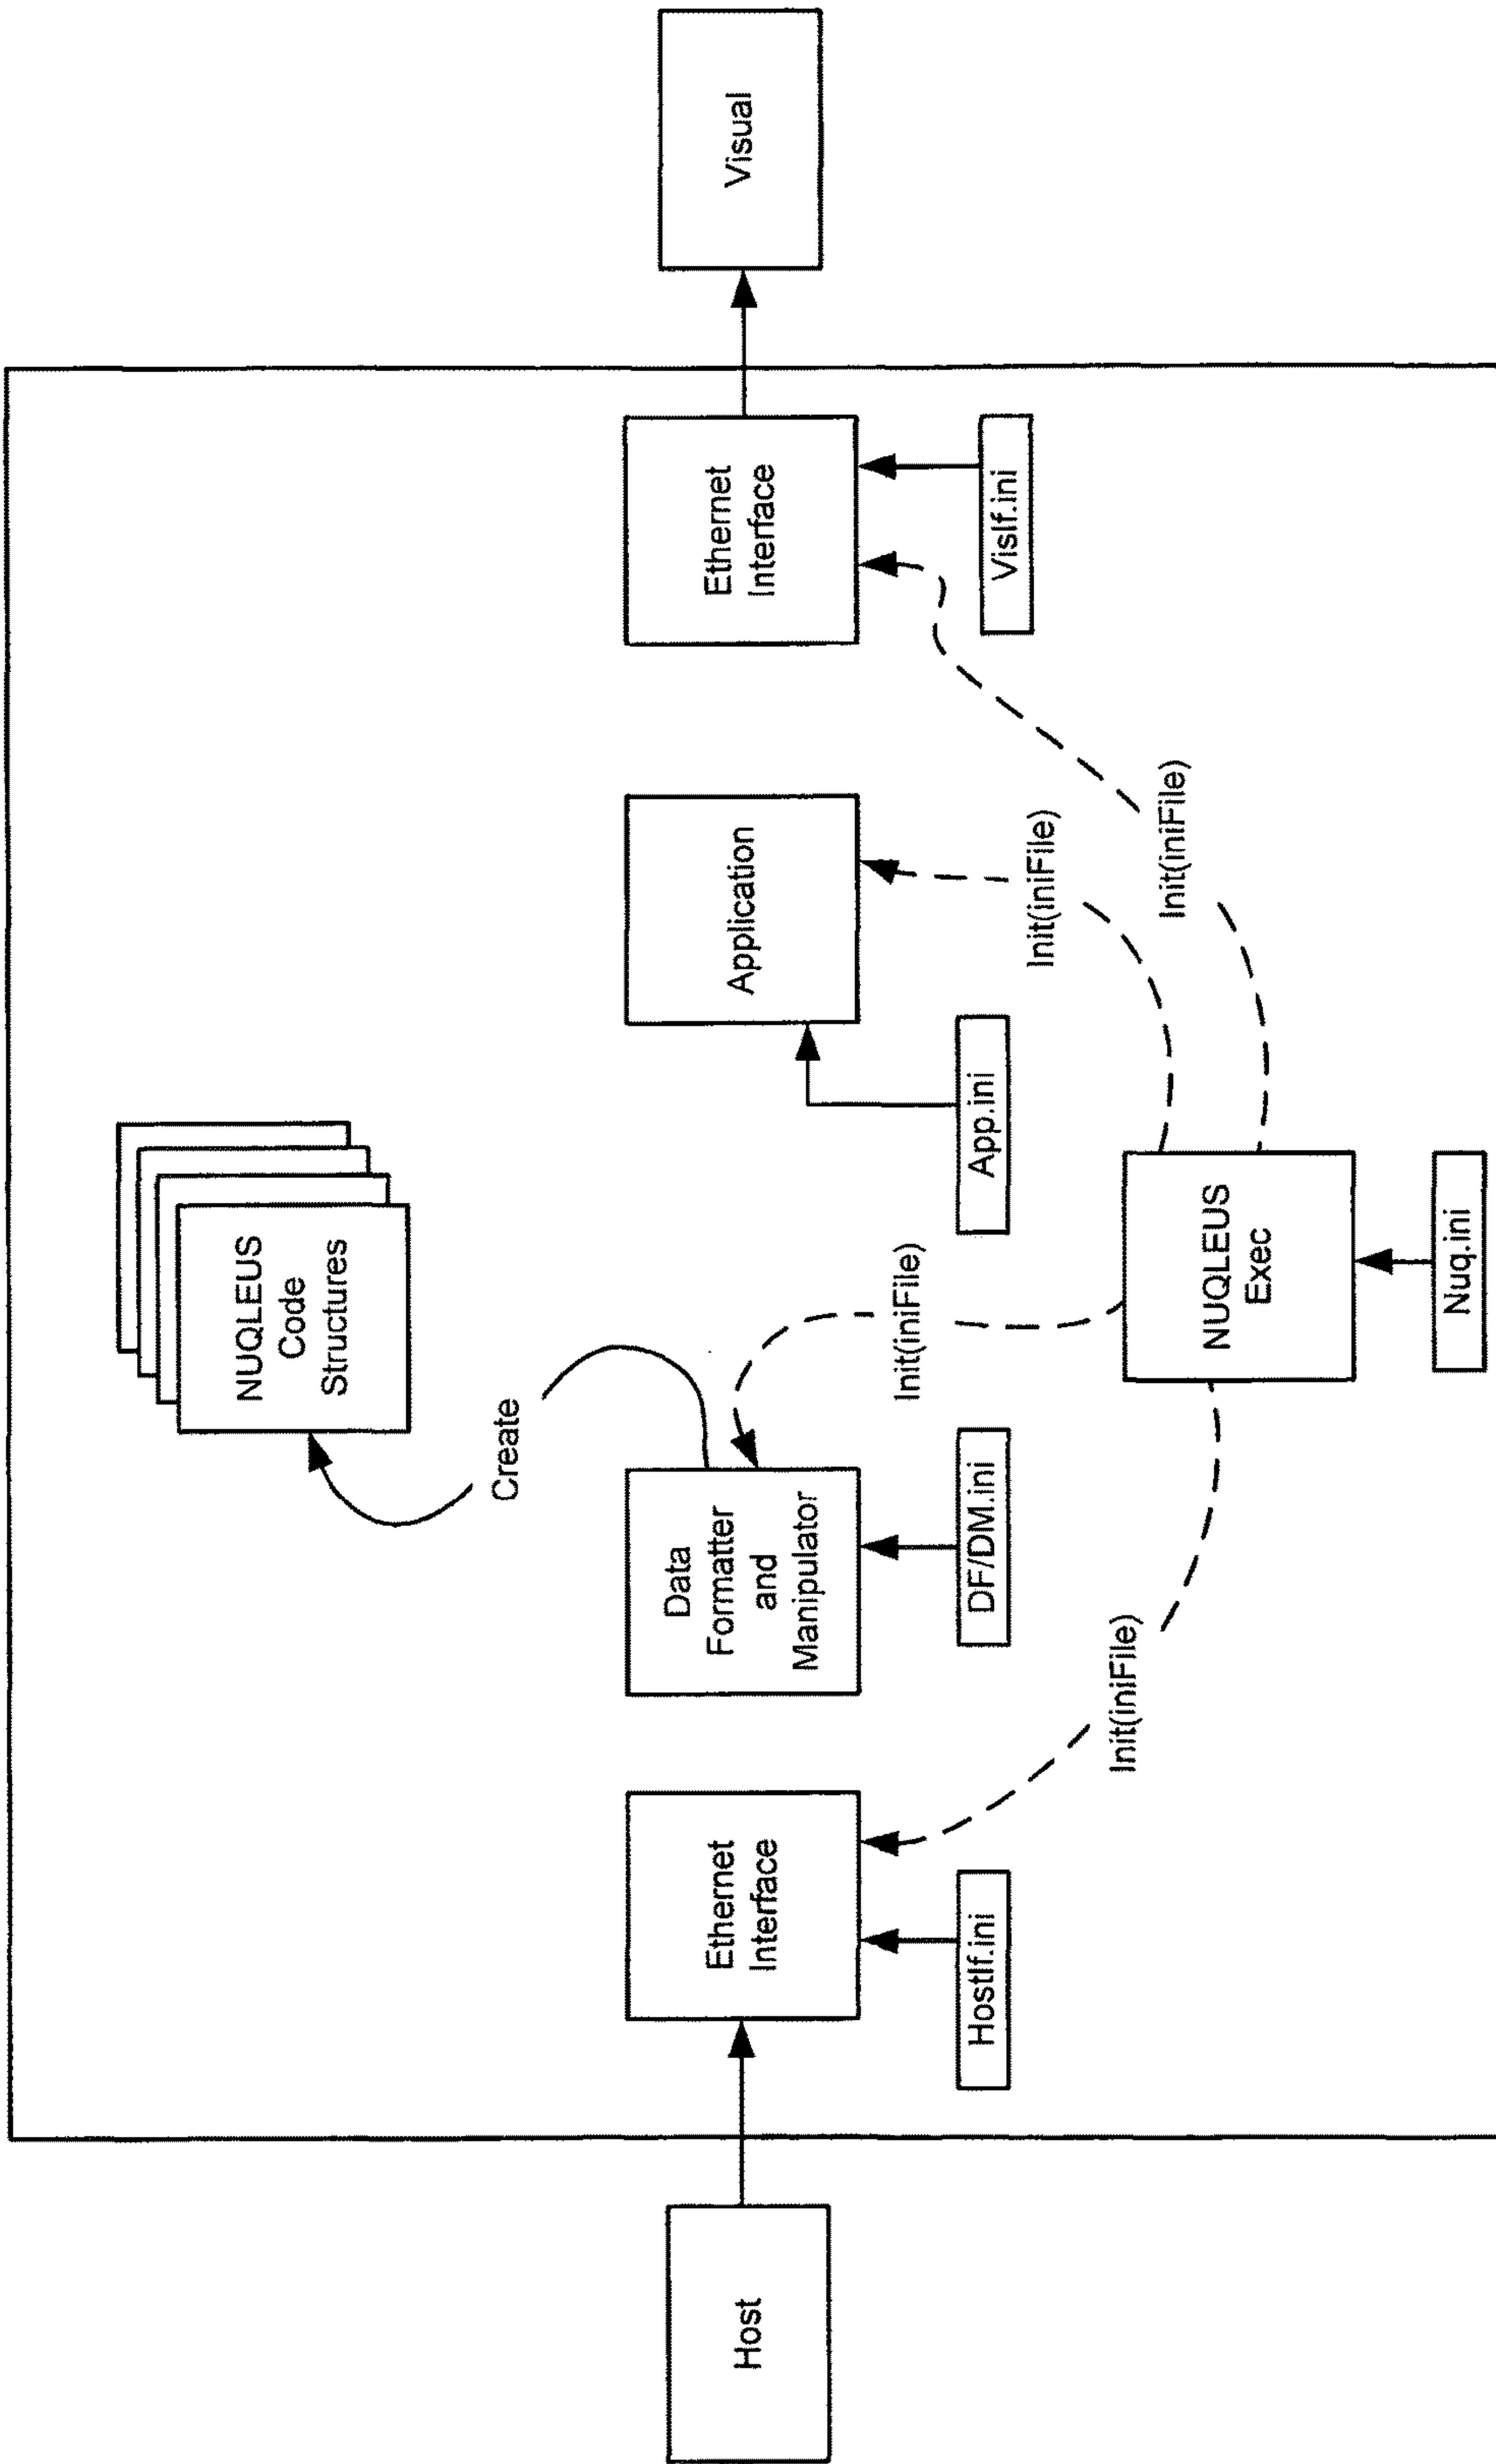 NUQLEUS
Code
Structures
Create
Host
Ethernet
Interface
Data
Formatter
and
Manipulator
Application
Ethernet
Interface
Visual
HostIf.ini
DF/DM.ini
App.ini
VisIf.ini
Init(iniFile)
Init(iniFile)
Init(iniFile)
Init(iniFile)
NUQLEUS
Exec
Nuq.ini